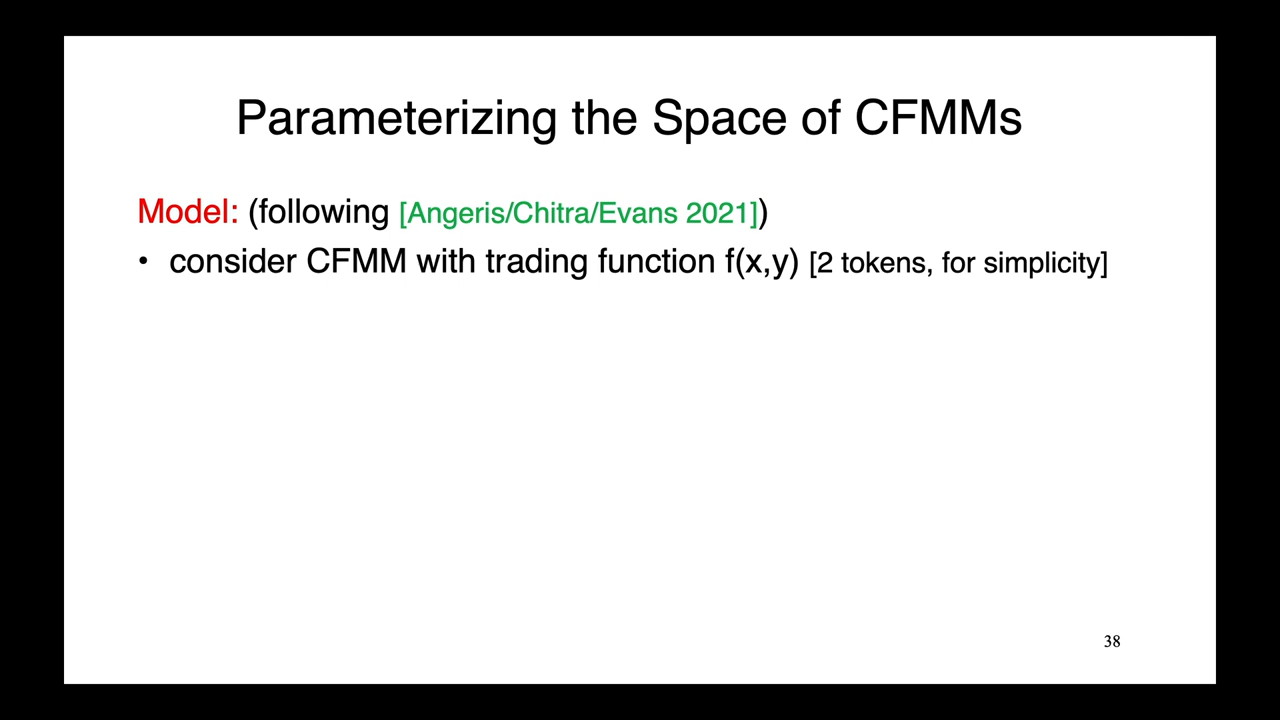 Parameterizing the Space of CFMMs
Model: (following [Angeris/Chitra/Evans 2021])
• consider CFMM with trading function f(x,y) [2 tokens, for simplicity]
38